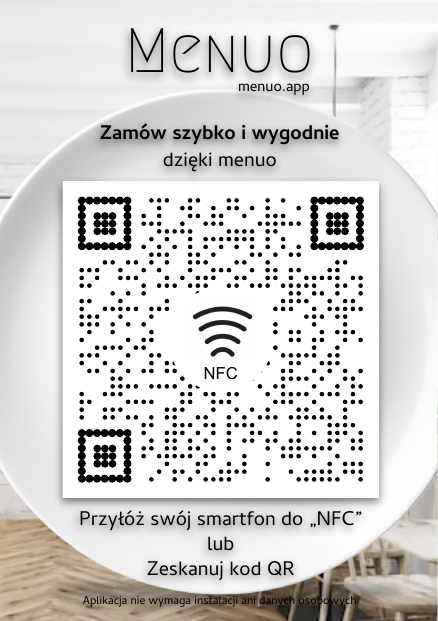 Menuo
menuo.app
Zamów szybko i wygodnie
dzięki menuo
NFC
Przyłóż swój smartfon do „NFC”
lub
Zeskanuj kod QR
Aplikacja nie wymaga instalacji ani danych osobowych